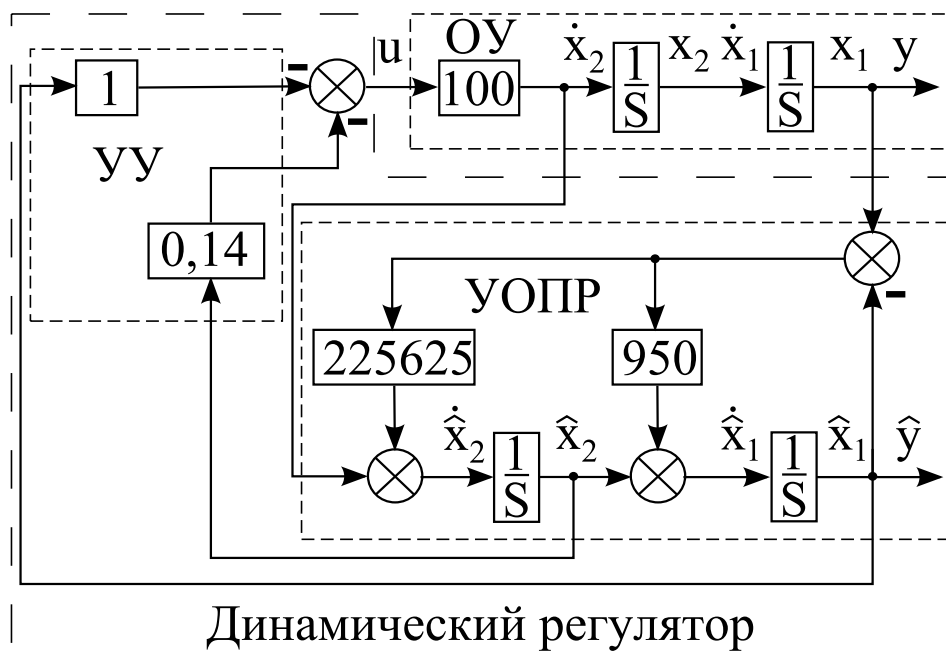 ОУ
ẋ₂ 1/S x₂ ẋ₁ 1/S x₁ y
1 - u 100
-
УУ
0,14
УОПР -
225625 950
x̂̇₂ 1/S x̂₂ x̂̇₁ 1/S x̂₁ ŷ
Динамический регулятор